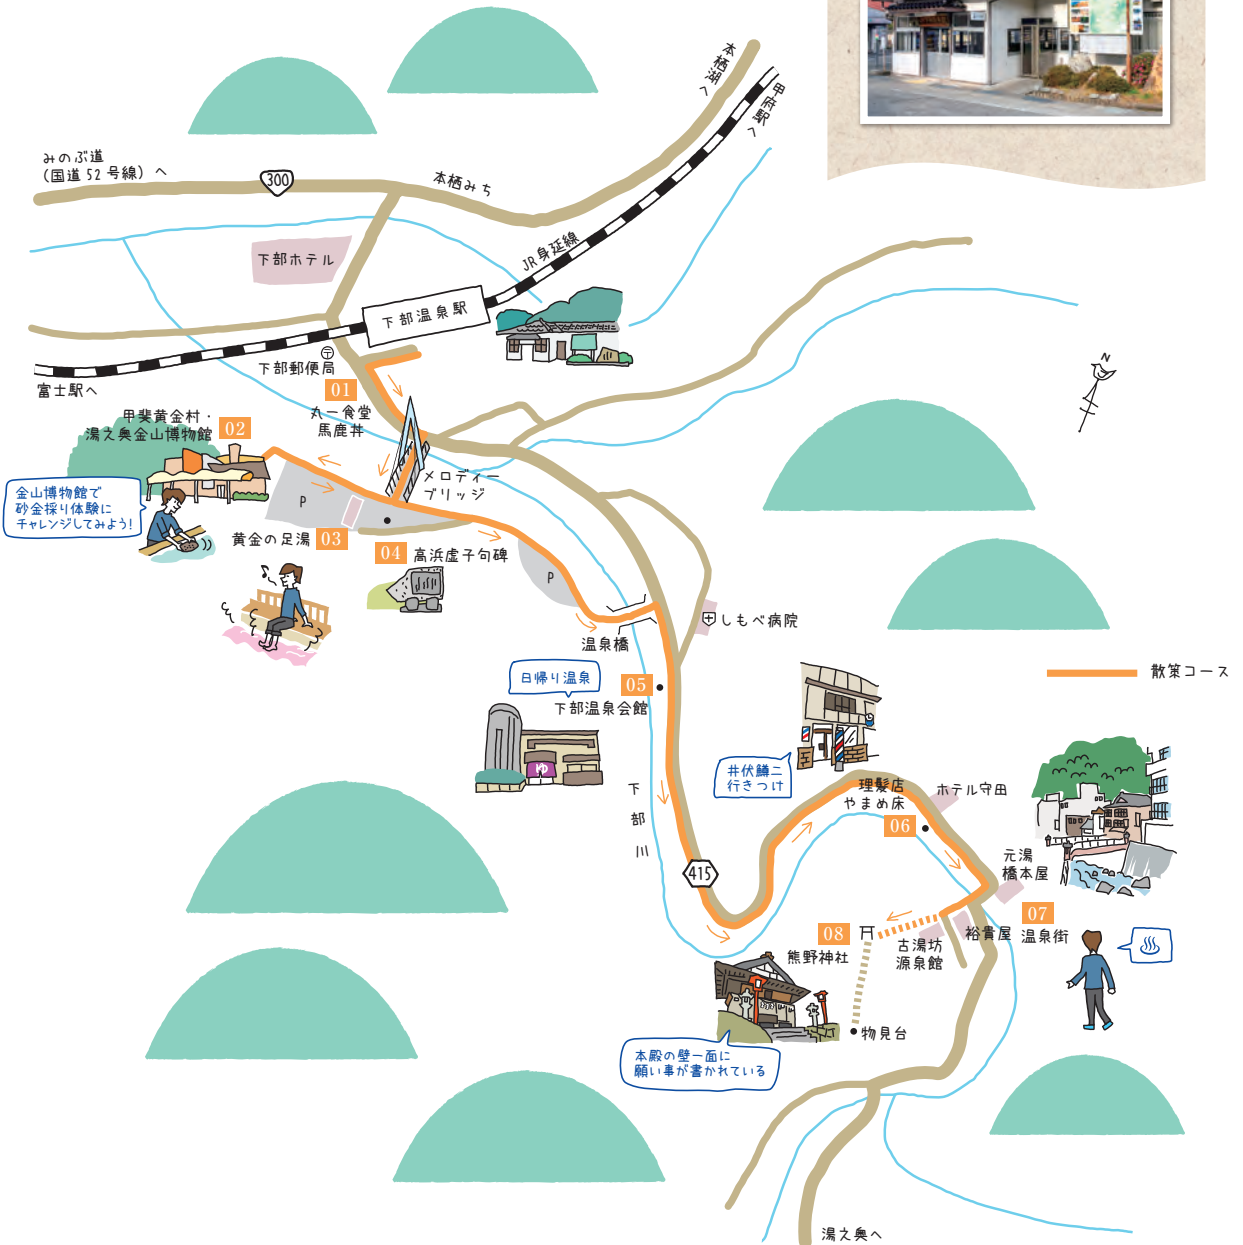 本栖湖へ
甲府駅へ
みのぶ道
(国道52号線)へ
300
本栖みち
下部ホテル
JR身延線
下部温泉駅
下部郵便局
富士駅へ
01
丸一食堂
馬鹿丼
甲斐黄金村・
湯之奥金山博物館
02
N
金山博物館で
砂金採り体験に
チャレンジしてみよう!
P
メロディー
ブリッジ
黄金の足湯
03
04
高浜虚子句碑
P
温泉橋
しもべ病院
日帰り温泉
05
下部温泉会館
ゆ
散策コース
井伏鱒二
行きつけ
理髪店
やまめ床
06
ホテル守田
下部川
415
元湯
橋本屋
07
温泉街
裕貴屋
古湯坊
源泉館
08
熊野神社
物見台
本殿の壁一面に
願い事が書かれている
湯之奥へ